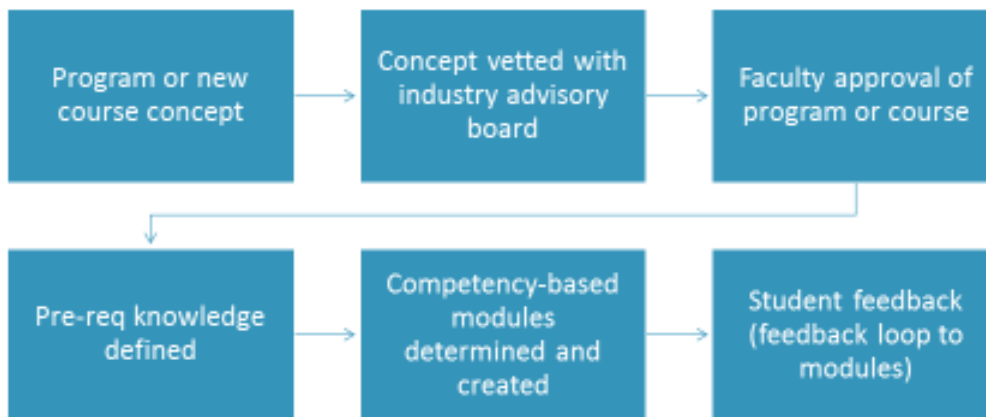 Program or new
course concept
Concept vetted with
industry advisory
board
Faculty approval of
program or course
Pre-req knowledge
defined
Competency-based
modules
determined and
created
Student feedback
(feedback loop to
modules)